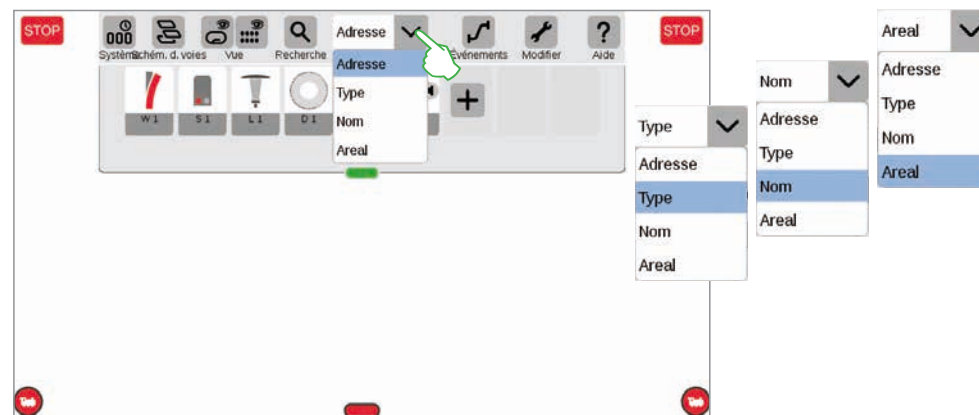 STOP
Adresse
STOP
Système
Schém. d. voies
Vue
Recherche
Événements
Modifier
Aide
Adresse
Type
Nom
Areal
W 1
S 1
L 1
D 1
Type
Adresse
Type
Nom
Areal
Nom
Adresse
Type
Nom
Areal
Areal
Adresse
Type
Nom
Areal